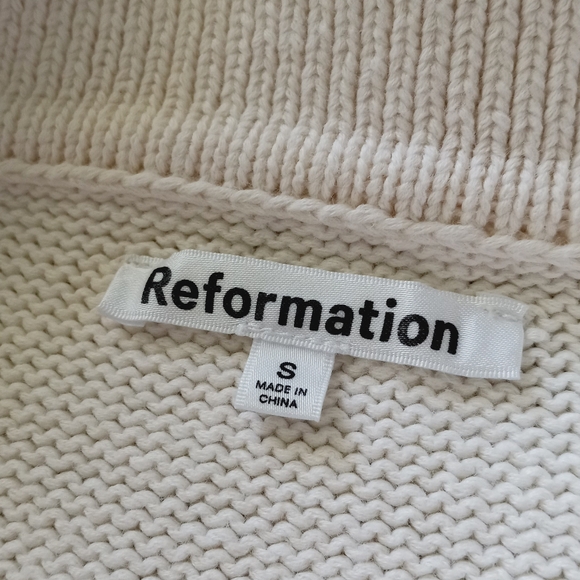 Reformation
S
MADE IN
CHINA